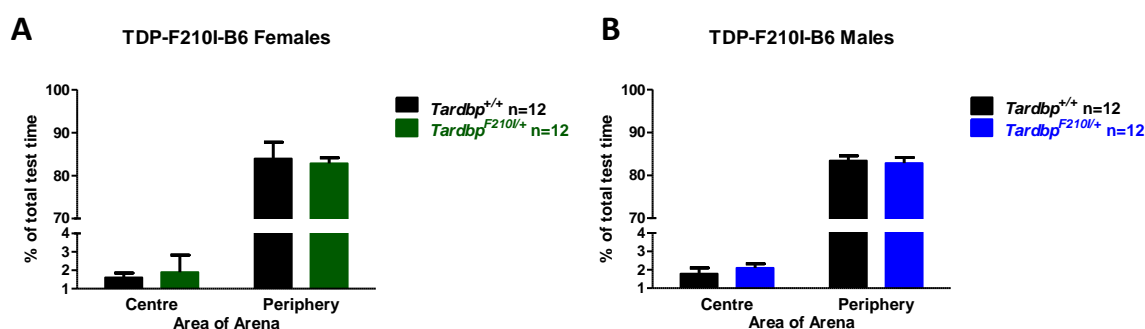 A
TDP-F210I-B6 Females
% of total test time
100
90
80
70
4
3
2
1
Centre
Periphery
Area of Arena
Tardbp+/+ n=12
TardbpF210I/+ n=12
B
TDP-F210I-B6 Males
% of total test time
100
90
80
70
4
3
2
1
Centre
Periphery
Area of Arena
Tardbp+/+ n=12
TardbpF210I/+ n=12